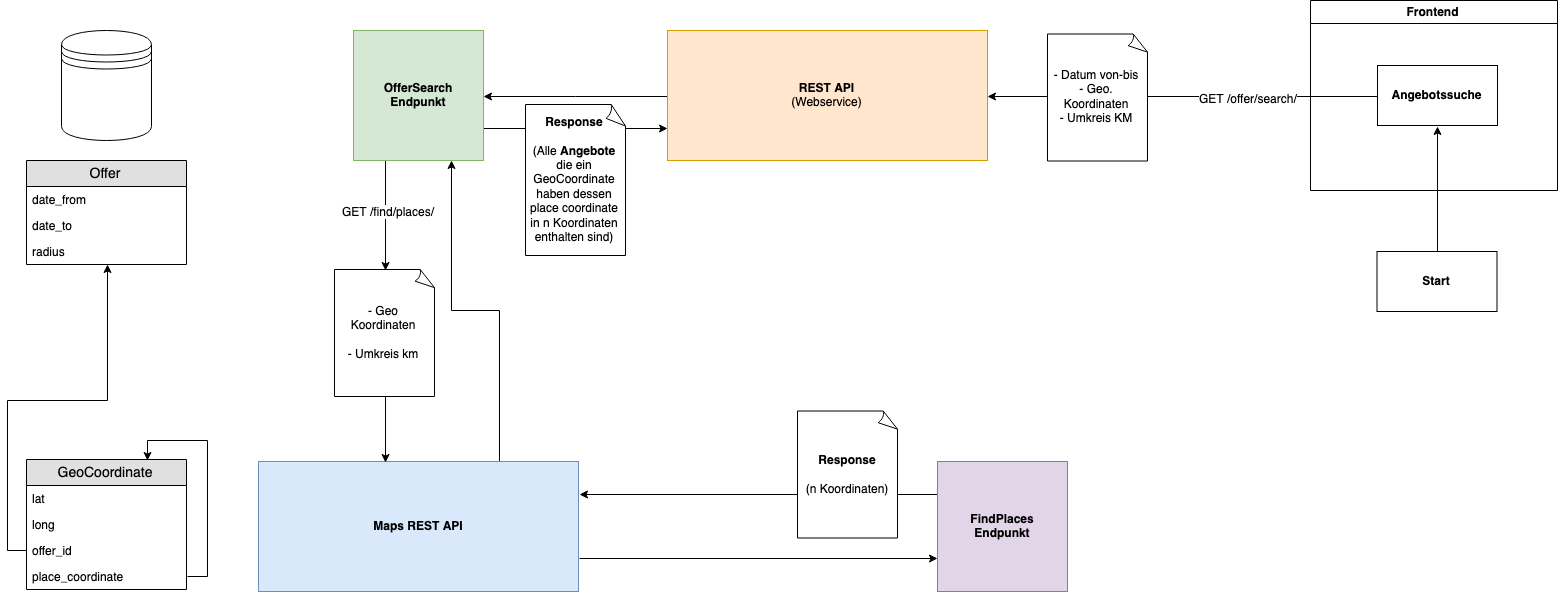 Frontend
Angebotssuche
Start
GET /offer/search/
- Datum von-bis
- Geo.
Koordinaten
- Umkreis KM
REST API
(Webservice)
OfferSearch
Endpunkt
Response
(Alle Angebote
die ein
GeoCoordinate
haben dessen
place coordinate
in n Koordinaten
enthalten sind)
GET /find/places/
- Geo
Koordinaten
- Umkreis km
Maps REST API
Response
(n Koordinaten)
FindPlaces
Endpunkt
Offer
date_from
date_to
radius
GeoCoordinate
lat
long
offer_id
place_coordinate